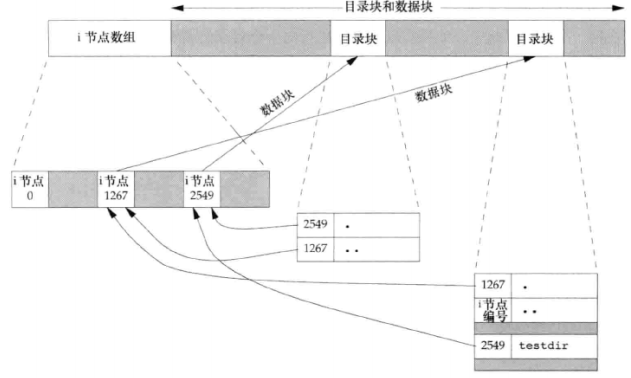 目录块和数据块
i 节点数组
目录块
目录块
数据块
数据块
i 节点
0
i 节点
1267
i 节点
2549
2549 .
1267 ..
1267 .
i 节点
编号 ..
2549 testdir